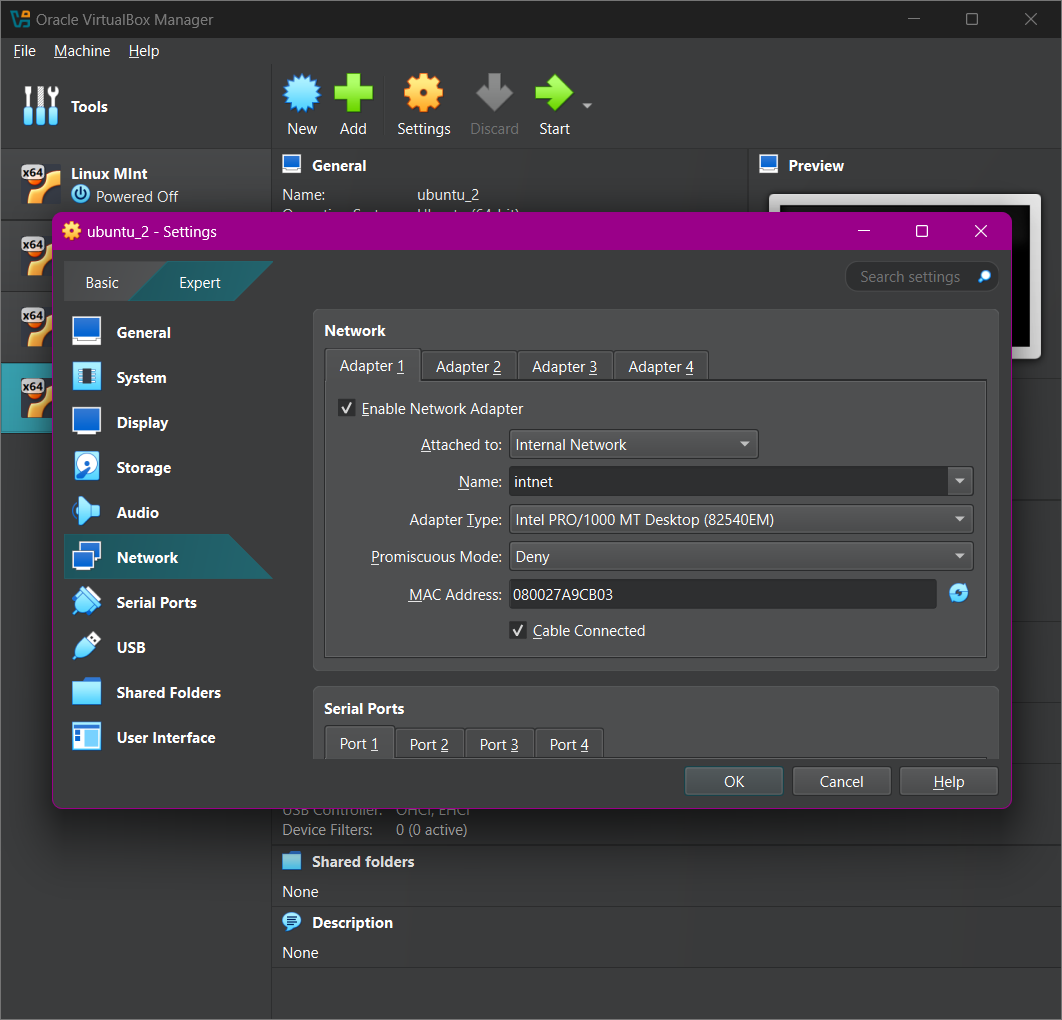 Oracle VirtualBox Manager
File Machine Help
Tools
New Add Settings Discard Start
x64 Linux MInt
Powered Off
General
Preview
Name: ubuntu_2
ubuntu_2 - Settings
Basic Expert
Search settings
x64
x64
x64
General
System
Display
Storage
Audio
Network
Serial Ports
USB
Shared Folders
User Interface
Network
Adapter 1 Adapter 2 Adapter 3 Adapter 4
Enable Network Adapter
Attached to: Internal Network
Name: intnet
Adapter Type: Intel PRO/1000 MT Desktop (82540EM)
Promiscuous Mode: Deny
MAC Address: 080027A9CB03
Cable Connected
Serial Ports
Port 1 Port 2 Port 3 Port 4
OK Cancel Help
USB Controller: OHCI, EHCI
Device Filters: 0 (0 active)
Shared folders
None
Description
None